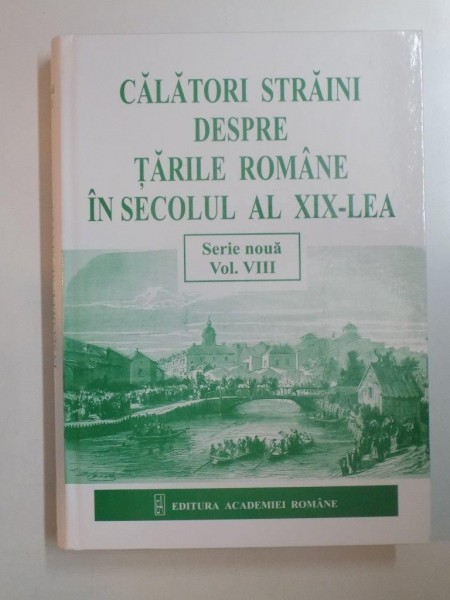 CĂLĂTORI STRĂINI
DESPRE
ȚĂRILE ROMÂNE
ÎN SECOLUL AL XIX-LEA
Serie nouă
Vol. VIII
EDITURA ACADEMIEI ROMÂNE